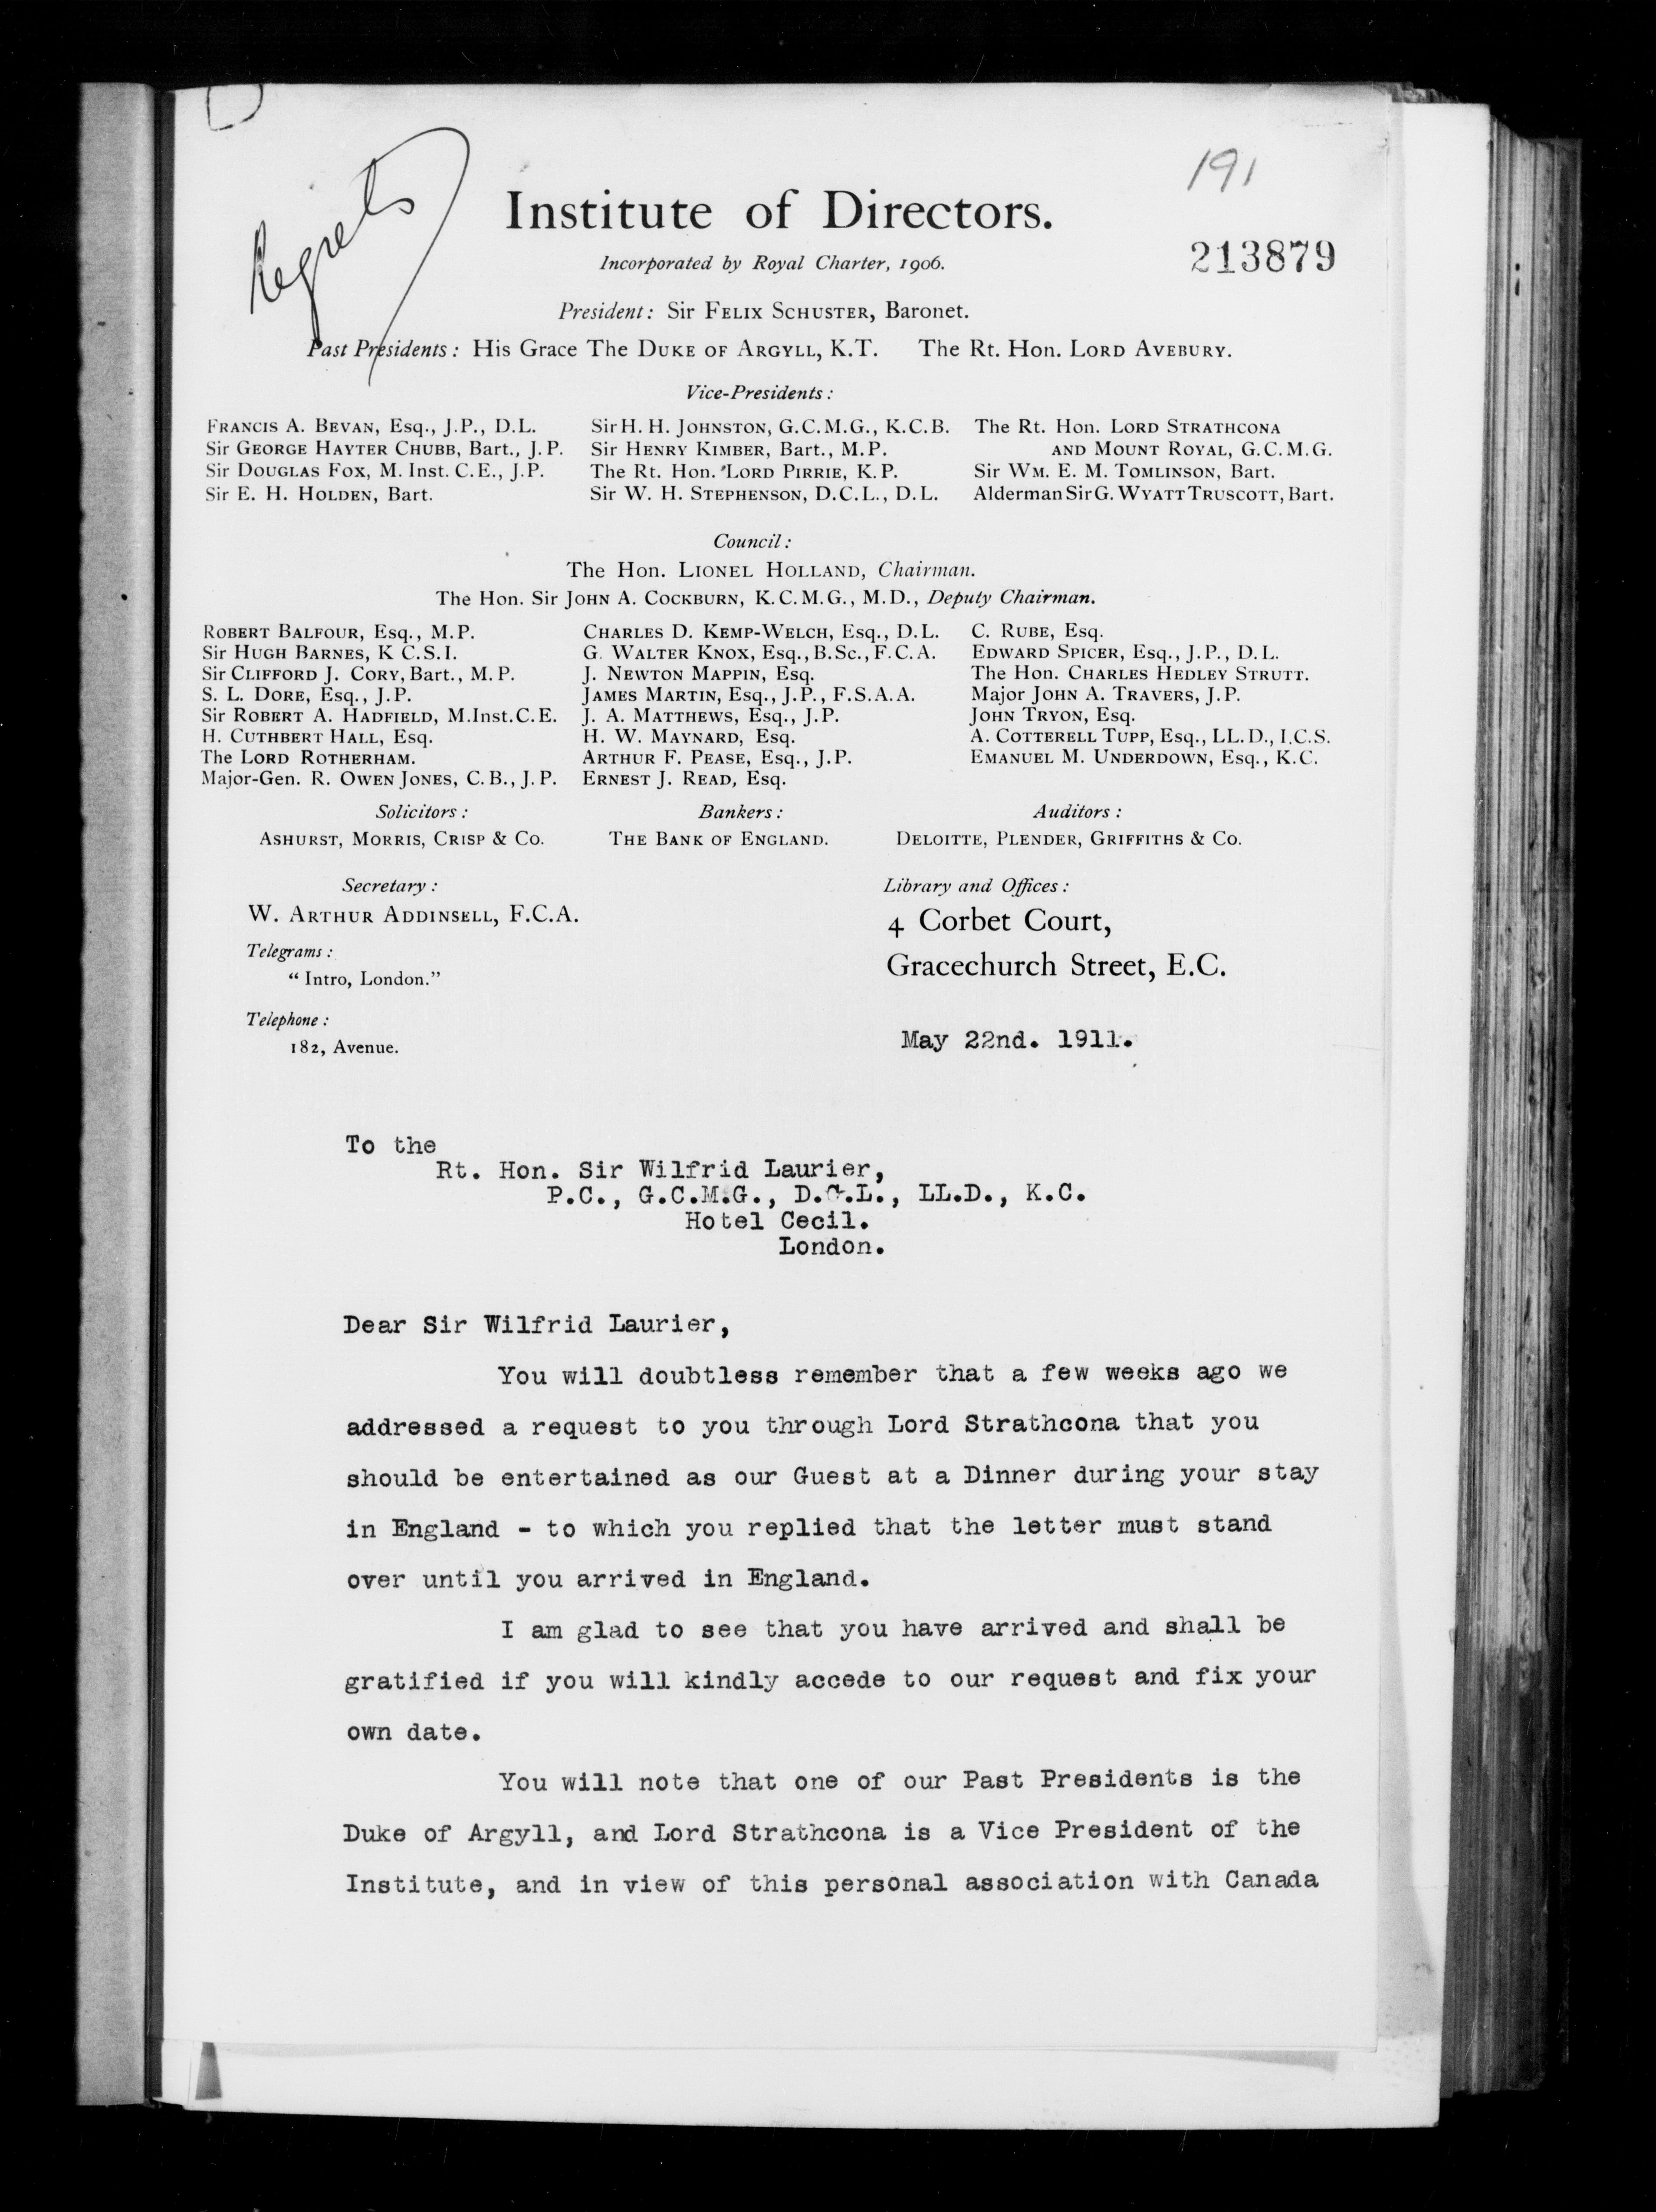 Regrets
191
Institute of Directors.
213879
Incorporated by Royal Charter, 1906.
President: Sir FELIX SCHUSTER, Baronet.
Past Presidents: His Grace The DUKE OF ARGYLL, K.T. The Rt. Hon. LORD AVEBURY.
Vice-Presidents:
FRANCIS A. BEVAN, Esq., J.P., D.L.
Sir GEORGE HAYTER CHUBB, Bart., J.P.
Sir DOUGLAS FOX, M.Inst.C.E., J.P.
Sir E. H. HOLDEN, Bart.
Sir H. H. JOHNSTON, G.C.M.G., K.C.B.
Sir HENRY KIMBER, Bart., M.P.
The Rt. Hon. LORD PIRRIE, K.P.
Sir W. H. STEPHENSON, D.C.L., D.L.
The Rt. Hon. LORD STRATHCONA
AND MOUNT ROYAL, G.C.M.G.
Sir WM. E. M. TOMLINSON, Bart.
Alderman Sir G. WYATT TRUSCOTT, Bart.
Council:
The Hon. LIONEL HOLLAND, Chairman.
The Hon. Sir JOHN A. COCKBURN, K.C.M.G., M.D., Deputy Chairman.
ROBERT BALFOUR, Esq., M.P.
Sir HUGH BARNES, K C.S.I.
Sir CLIFFORD J. CORY, Bart., M.P.
S. L. DORE, Esq., J.P.
Sir ROBERT A. HADFIELD, M.Inst.C.E.
H. CUTHBERT HALL, Esq.
The LORD ROTHERHAM.
Major-Gen. R. OWEN JONES, C.B., J.P.
CHARLES D. KEMP-WELCH, Esq., D.L.
G. WALTER KNOX, Esq., B.Sc., F.C.A.
J. NEWTON MAPPIN, Esq.
JAMES MARTIN, Esq., J.P., F.S.A.A.
J. A. MATTHEWS, Esq., J.P.
H. W. MAYNARD, Esq.
ARTHUR F. PEASE, Esq., J.P.
ERNEST J. READ, Esq.
C. RUBE, Esq.
EDWARD SPICER, Esq., J.P., D.L.
The Hon. CHARLES HEDLEY STRUTT.
Major JOHN A. TRAVERS, J.P.
JOHN TRYON, Esq.
A. COTTERELL TUPP, Esq., LL.D., I.C.S.
EMANUEL M. UNDERDOWN, Esq., K.C.
Solicitors:
ASHURST, MORRIS, CRISP & Co.
Bankers:
THE BANK OF ENGLAND.
Auditors:
DELOITTE, PLENDER, GRIFFITHS & Co.
Secretary:
W. ARTHUR ADDINSELL, F.C.A.
Telegrams:
"Intro, London."
Telephone:
182, Avenue.
Library and Offices:
4 Corbet Court,
Gracechurch Street, E.C.
May 22nd. 1911.
To the
Rt. Hon. Sir Wilfrid Laurier,
P.C., G.C.M.G., D.C.L., LL.D., K.C.
Hotel Cecil.
London.
Dear Sir Wilfrid Laurier,
You will doubtless remember that a few weeks ago we
addressed a request to you through Lord Strathcona that you
should be entertained as our Guest at a Dinner during your stay
in England - to which you replied that the letter must stand
over until you arrived in England.
I am glad to see that you have arrived and shall be
gratified if you will kindly accede to our request and fix your
own date.
You will note that one of our Past Presidents is the
Duke of Argyll, and Lord Strathcona is a Vice President of the
Institute, and in view of this personal association with Canada